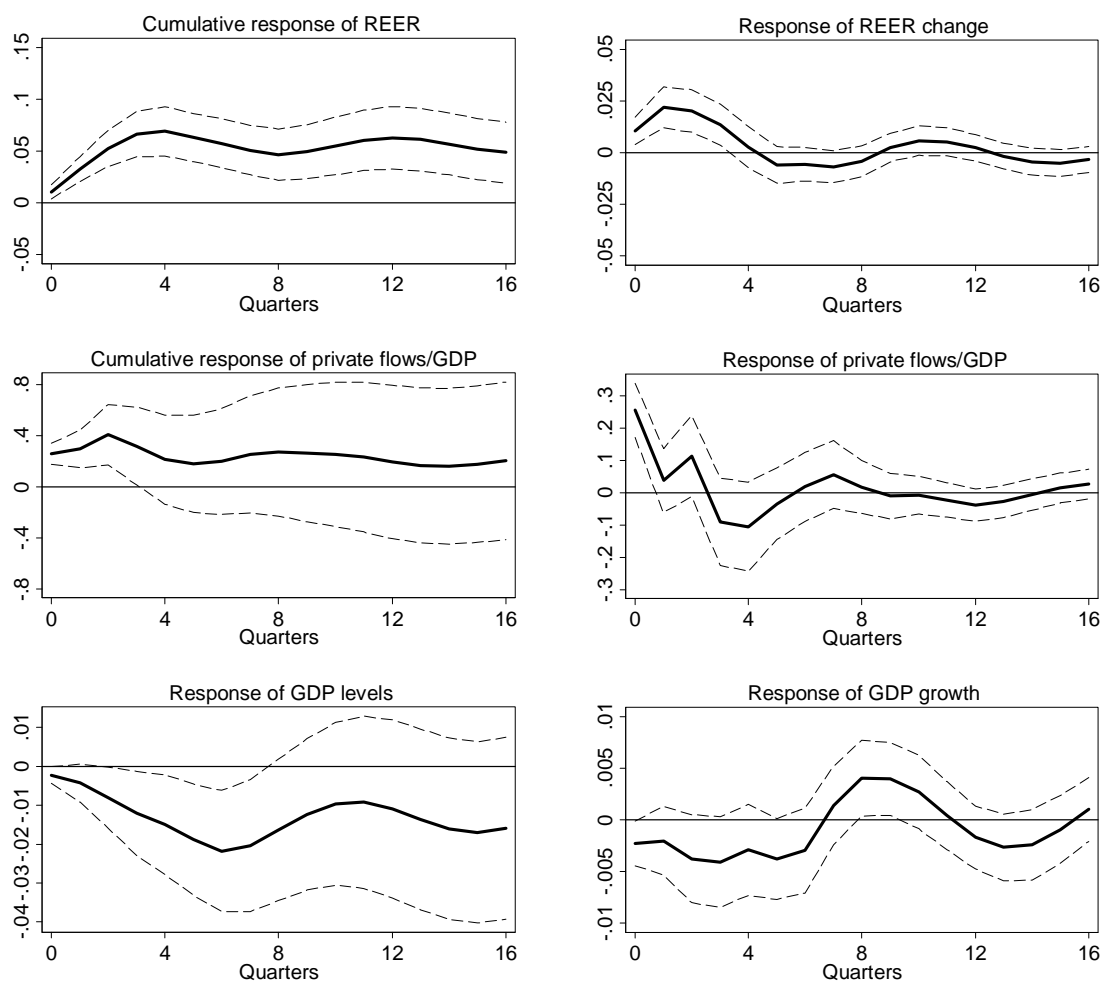 Cumulative response of REER
.15
.1
.05
0
-.05
0 4 8 12 16
Quarters
Response of REER change
.05
.025
0
-.025
-.05
0 4 8 12 16
Quarters
Cumulative response of private flows/GDP
.8
.4
0
-.4
-.8
0 4 8 12 16
Quarters
Response of private flows/GDP
.3
.2
.1
0
-.1
-.2
-.3
0 4 8 12 16
Quarters
Response of GDP levels
.01
0
-.01
-.02
-.03
-.04
0 4 8 12 16
Quarters
Response of GDP growth
.01
.005
0
-.005
-.01
0 4 8 12 16
Quarters